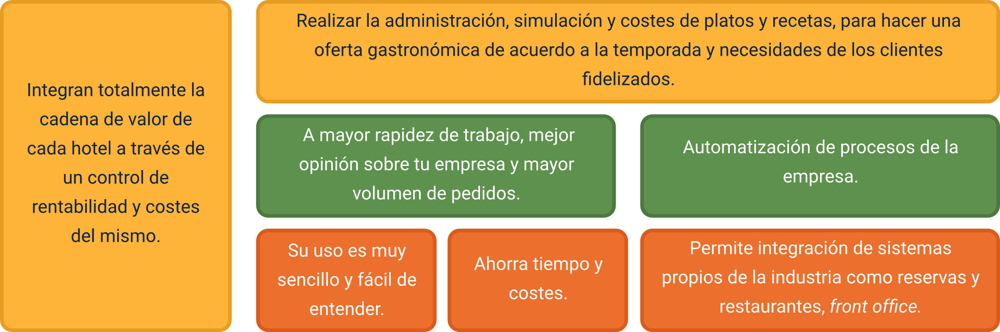 Integran totalmente la
cadena de valor de
cada hotel a través de
un control de
rentabilidad y costes
del mismo.
Realizar la administración, simulación y costes de platos y recetas, para hacer una
oferta gastronómica de acuerdo a la temporada y necesidades de los clientes
fidelizados.
A mayor rapidez de trabajo, mejor
opinión sobre tu empresa y mayor
volumen de pedidos.
Automatización de procesos de la
empresa.
Su uso es muy
sencillo y fácil de
entender.
Ahorra tiempo y
costes.
Permite integración de sistemas
propios de la industria como reservas y
restaurantes, front office.